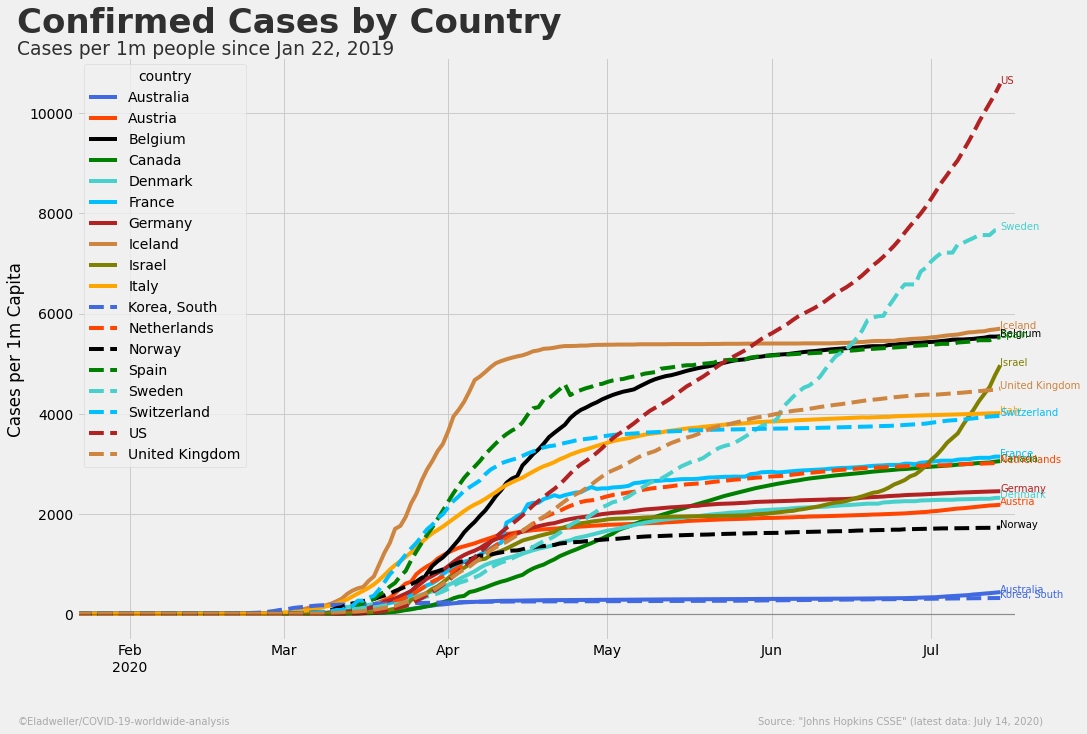 Confirmed Cases by Country
Cases per 1m people since Jan 22, 2019
country
Australia
Austria
Belgium
Canada
Denmark
France
Germany
Iceland
Israel
Italy
Korea, South
Netherlands
Norway
Spain
Sweden
Switzerland
US
United Kingdom
Cases per 1m Capita
10000
8000
6000
4000
2000
0
US
Sweden
Iceland
Belgium
Israel
United Kingdom
Italy
Switzerland
France
Canada
Netherlands
Germany
Denmark
Austria
Norway
Australia
Korea, South
Feb Mar Apr May Jun Jul
2020
©Eladweller/COVID-19-worldwide-analysis
Source: "Johns Hopkins CSSE" (latest data: July 14, 2020)